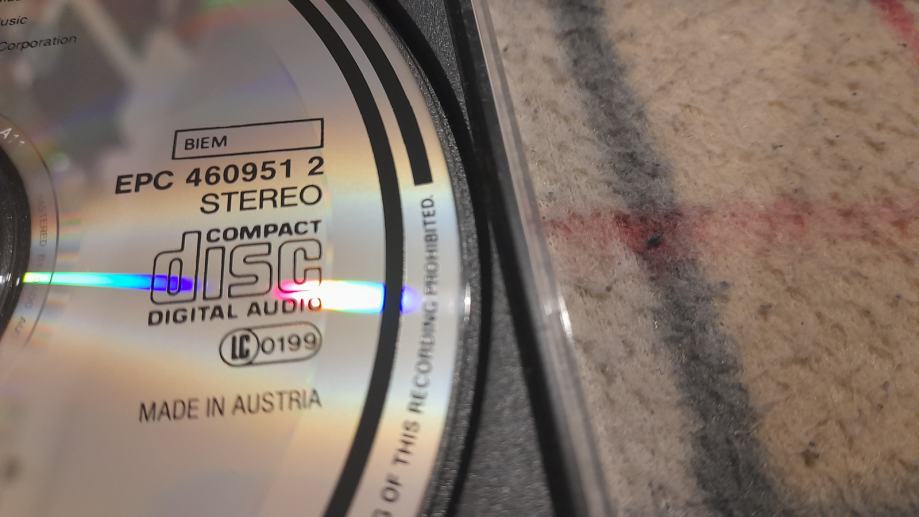 usic
Corporation
BIEM
EPC 460951 2
STEREO
COMPACT
disc
DIGITAL AUDIO
LC 0199
MADE IN AUSTRIA
G OF THIS RECORDING PROHIBITED.